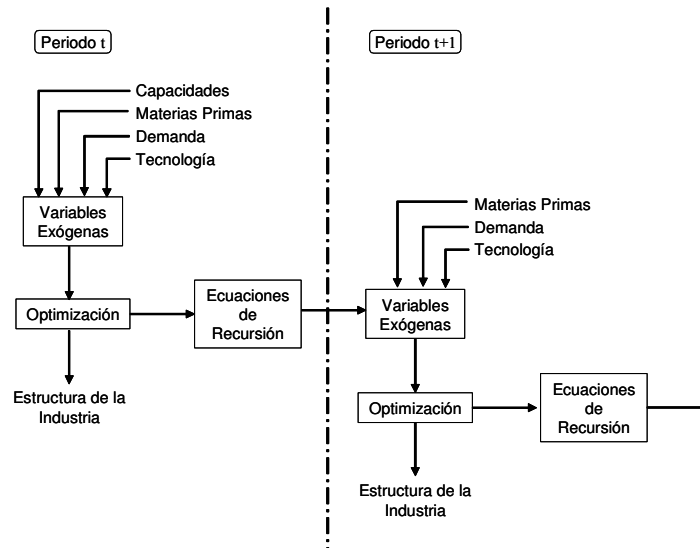 Periodo t
Capacidades
Materias Primas
Demanda
Tecnología
Variables
Exógenas
Optimización
Ecuaciones
de
Recursión
Estructura de la
Industria
Periodo t+1
Materias Primas
Demanda
Tecnología
Variables
Exógenas
Optimización
Ecuaciones
de
Recursión
Estructura de la
Industria